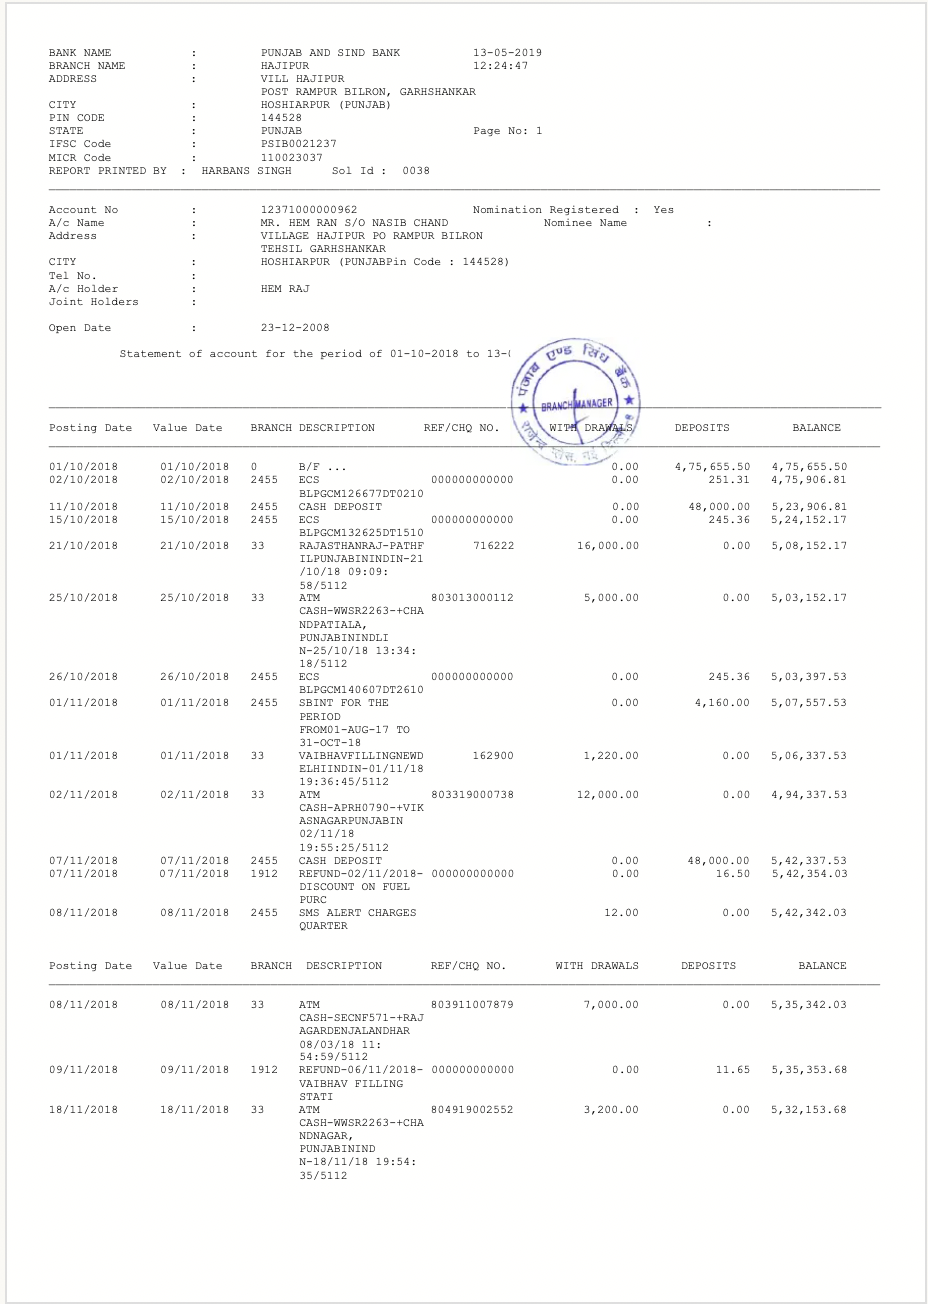 BANK NAME : PUNJAB AND SIND BANK 13-05-2019
BRANCH NAME : HAJIPUR 12:24:47
ADDRESS : VILL HAJIPUR
POST RAMPUR BILRON, GARHSHANKAR
CITY : HOSHIARPUR (PUNJAB)
PIN CODE : 144528
STATE : PUNJAB Page No: 1
IFSC Code : PSIB0021237
MICR Code : 110023037
REPORT PRINTED BY : HARBANS SINGH Sol Id : 0038
Account No : 12371000000962 Nomination Registered : Yes
A/c Name : MR. HEM RAN S/O NASIB CHAND Nominee Name :
Address : VILLAGE HAJIPUR PO RAMPUR BILRON
TEHSIL GARHSHANKAR
CITY : HOSHIARPUR (PUNJABPin Code : 144528)
Tel No. :
A/c Holder : HEM RAJ
Joint Holders :
Open Date : 23-12-2008
Statement of account for the period of 01-10-2018 to 13-(
पंजाब एण्ड सिंध बैंक
BRANCH MANAGER
राजेन्द्र प्लेस, नई दिल्ली
Posting Date Value Date BRANCH DESCRIPTION REF/CHQ NO. WITH DRAWALS DEPOSITS BALANCE
01/10/2018 01/10/2018 0 B/F ... 0.00 4,75,655.50 4,75,655.50
02/10/2018 02/10/2018 2455 ECS 000000000000 0.00 251.31 4,75,906.81
BLPGCM126677DT0210
11/10/2018 11/10/2018 2455 CASH DEPOSIT 0.00 48,000.00 5,23,906.81
15/10/2018 15/10/2018 2455 ECS 000000000000 0.00 245.36 5,24,152.17
BLPGCM132625DT1510
21/10/2018 21/10/2018 33 RAJASTHANRAJ-PATHF 716222 16,000.00 0.00 5,08,152.17
ILPUNJABININDIN-21
/10/18 09:09:
58/5112
25/10/2018 25/10/2018 33 ATM 803013000112 5,000.00 0.00 5,03,152.17
CASH-WWSR2263-+CHA
NDPATIALA,
PUNJABININDLI
N-25/10/18 13:34:
18/5112
26/10/2018 26/10/2018 2455 ECS 000000000000 0.00 245.36 5,03,397.53
BLPGCM140607DT2610
01/11/2018 01/11/2018 2455 SBINT FOR THE 0.00 4,160.00 5,07,557.53
PERIOD
FROM01-AUG-17 TO
31-OCT-18
01/11/2018 01/11/2018 33 VAIBHAVFILLINGNEWD 162900 1,220.00 0.00 5,06,337.53
ELHIINDIN-01/11/18
19:36:45/5112
02/11/2018 02/11/2018 33 ATM 803319000738 12,000.00 0.00 4,94,337.53
CASH-APRH0790-+VIK
ASNAGARPUNJABIN
02/11/18
19:55:25/5112
07/11/2018 07/11/2018 2455 CASH DEPOSIT 0.00 48,000.00 5,42,337.53
07/11/2018 07/11/2018 1912 REFUND-02/11/2018- 000000000000 0.00 16.50 5,42,354.03
DISCOUNT ON FUEL
PURC
08/11/2018 08/11/2018 2455 SMS ALERT CHARGES 12.00 0.00 5,42,342.03
QUARTER
Posting Date Value Date BRANCH DESCRIPTION REF/CHQ NO. WITH DRAWALS DEPOSITS BALANCE
08/11/2018 08/11/2018 33 ATM 803911007879 7,000.00 0.00 5,35,342.03
CASH-SECNF571-+RAJ
AGARDENJALANDHAR
08/03/18 11:
54:59/5112
09/11/2018 09/11/2018 1912 REFUND-06/11/2018- 000000000000 0.00 11.65 5,35,353.68
VAIBHAV FILLING
STATI
18/11/2018 18/11/2018 33 ATM 804919002552 3,200.00 0.00 5,32,153.68
CASH-WWSR2263-+CHA
NDNAGAR,
PUNJABININD
N-18/11/18 19:54:
35/5112